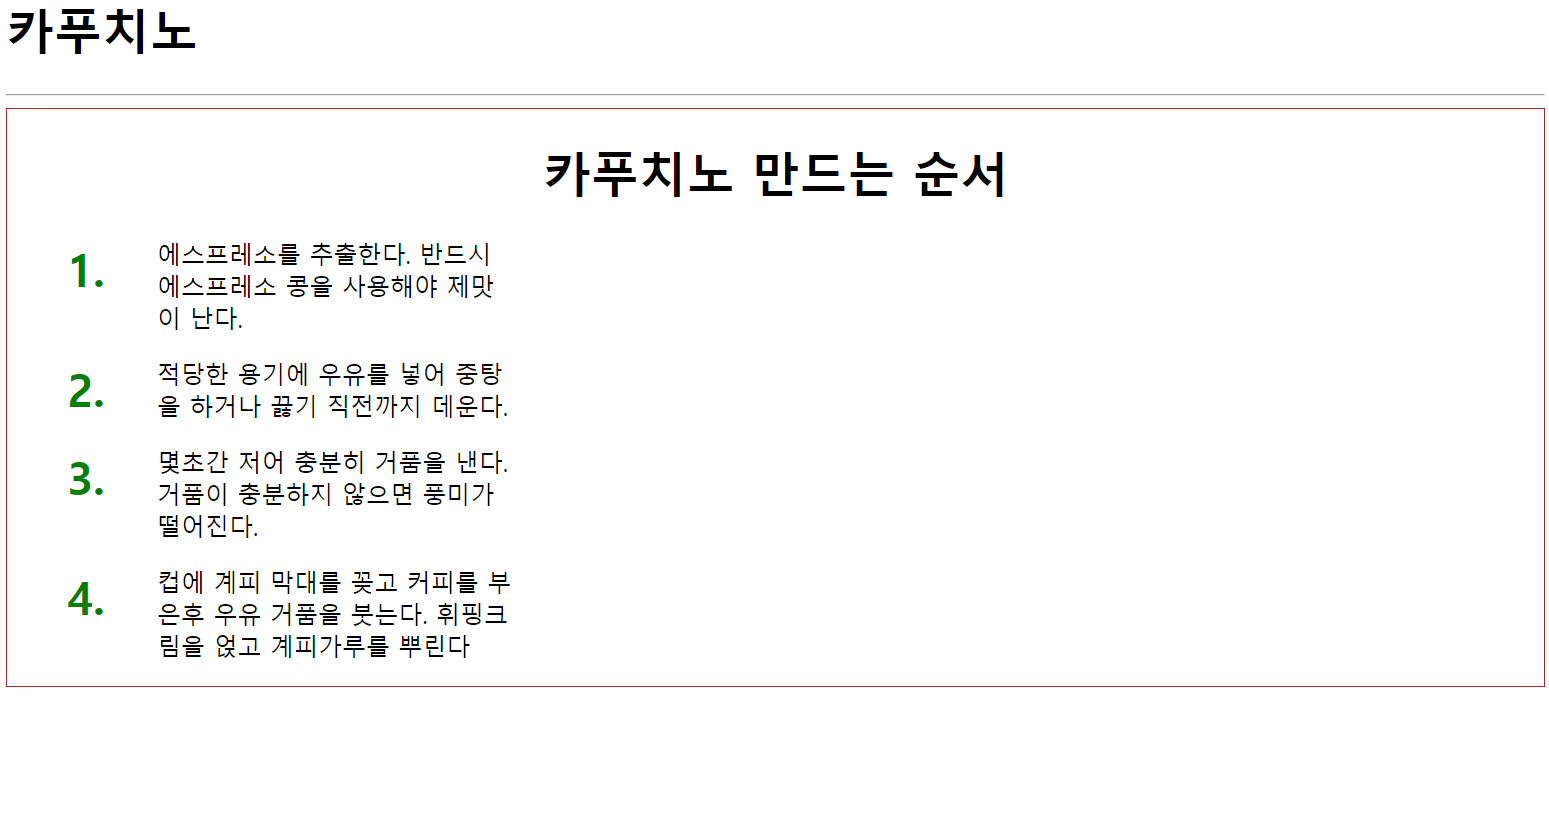 카푸치노
카푸치노 만드는 순서
1. 에스프레소를 추출한다. 반드시
에스프레소 콩을 사용해야 제맛
이 난다.
2. 적당한 용기에 우유를 넣어 중탕
을 하거나 끓기 직전까지 데운다.
3. 몇초간 저어 충분히 거품을 낸다.
거품이 충분하지 않으면 풍미가
떨어진다.
4. 컵에 계피 막대를 꽂고 커피를 부
은후 우유 거품을 붓는다. 휘핑크
림을 얹고 계피가루를 뿌린다